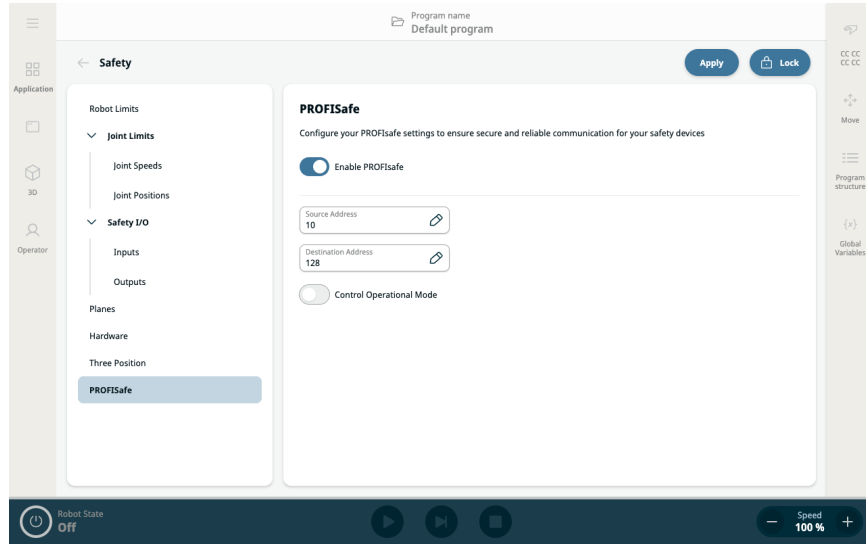 Program name
Default program
Safety
Apply
Lock
Application
3D
Operator
Robot Limits
Joint Limits
Joint Speeds
Joint Positions
Safety I/O
Inputs
Outputs
Planes
Hardware
Three Position
PROFISafe
PROFISafe
Configure your PROFIsafe settings to ensure secure and reliable communication for your safety devices
Enable PROFIsafe
Source Address
10
Destination Address
128
Control Operational Mode
CC CC
CC CC
Move
Program
structure
{x}
Global
Variables
Robot State
Off
Speed
100 %